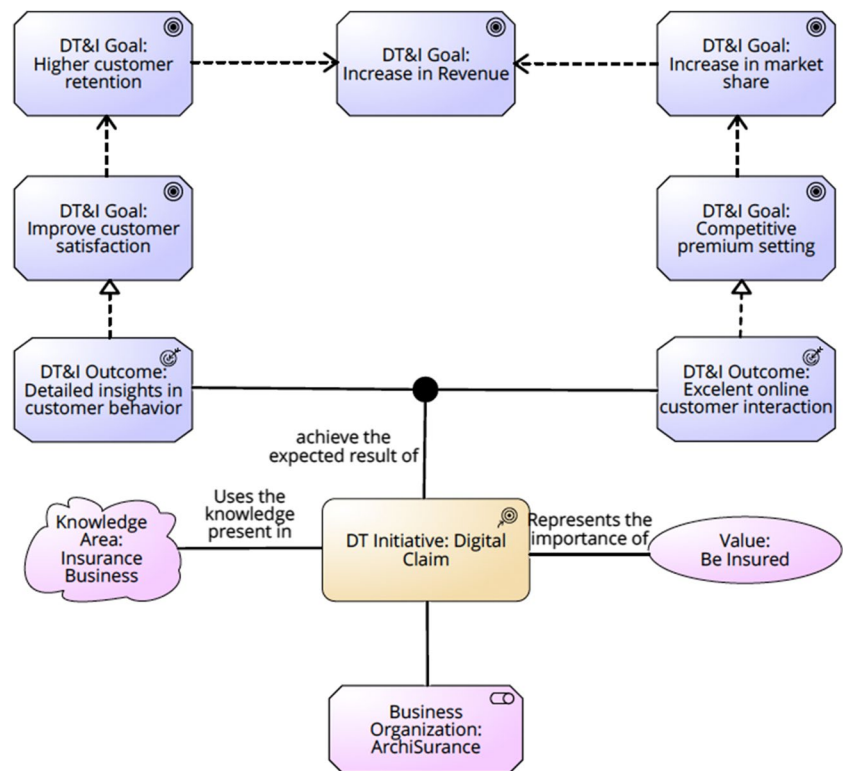 DT&I Goal:
Higher customer
retention
DT&I Goal:
Increase in Revenue
DT&I Goal:
Increase in market
share
DT&I Goal:
Improve customer
satisfaction
DT&I Goal:
Competitive
premium setting
DT&I Outcome:
Detailed insights in
customer behavior
DT&I Outcome:
Excelent online
customer interaction
achieve the
expected result of
Knowledge
Area:
Insurance
Business
Uses the
knowledge
present in
DT Initiative: Digital
Claim
Represents the
importance of
Value:
Be Insured
Business
Organization:
ArchiSurance